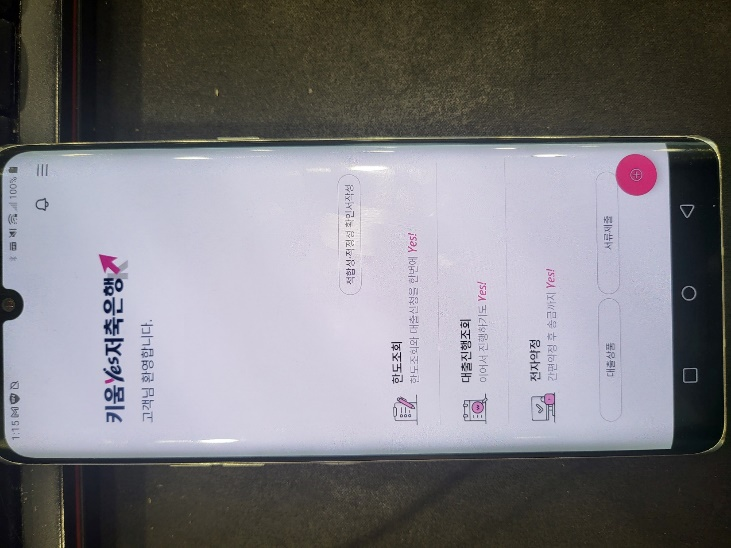 1:15
100%
키움Yes저축은행
고객님 환영합니다.
적합성·적정성 확인서작성
한도조회
한도조회와 대출신청을 한번에 Yes!
대출진행조회
이어서 진행하기도 Yes!
전자약정
간편약정 후 송금까지 Yes!
대출상품
서류제출